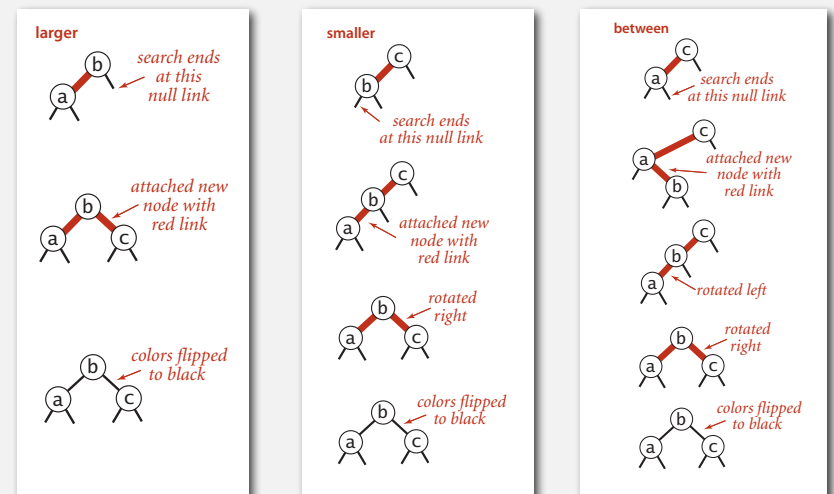 larger
b
search ends
at this
null link
a
attached new
node with
red link
b
a
c
colors flipped
to black
b
a
c
smaller
c
b
search ends
at this null link
c
b
a
attached new
node with
red link
rotated
right
b
a
c
colors flipped
to black
b
a
c
between
c
a
search ends
at this null link
c
a
attached new
node with
red link
b
c
b
a
rotated left
rotated
right
b
a
c
colors flipped
to black
b
a
c